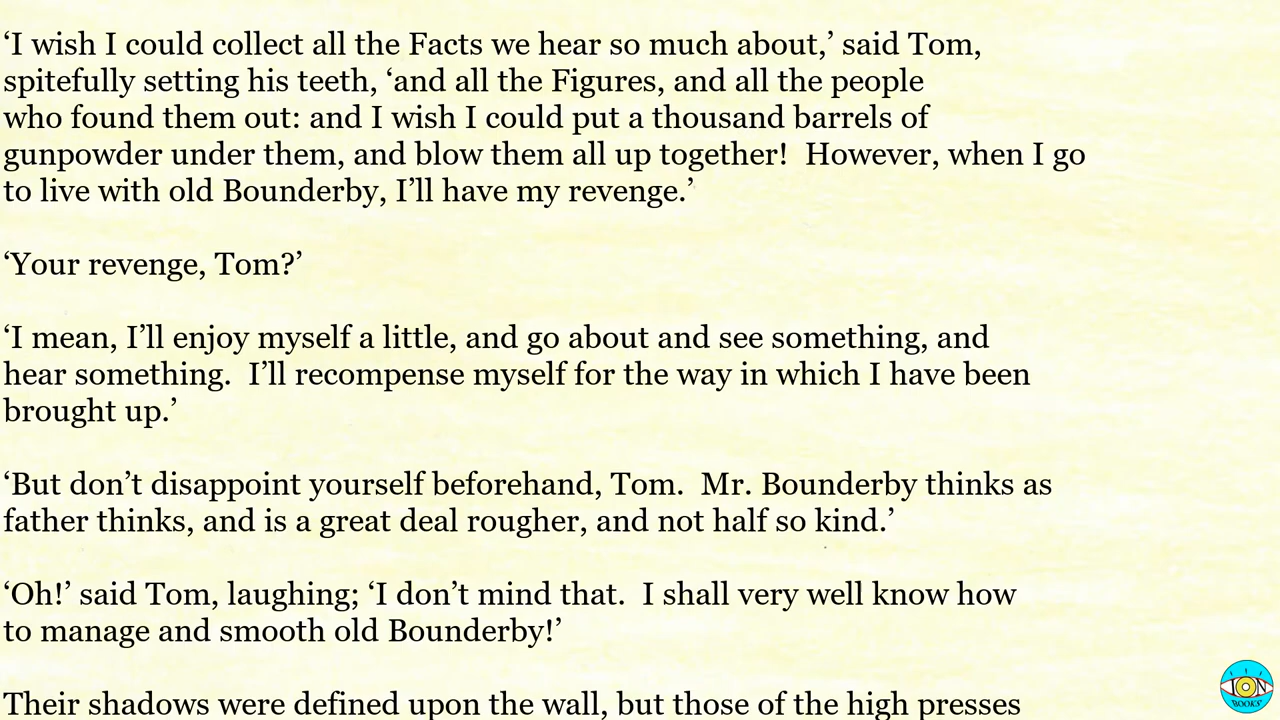 ‘I wish I could collect all the Facts we hear so much about,’ said Tom,
spitefully setting his teeth, ‘and all the Figures, and all the people
who found them out: and I wish I could put a thousand barrels of
gunpowder under them, and blow them all up together!  However, when I go
to live with old Bounderby, I’ll have my revenge.’
‘Your revenge, Tom?’
‘I mean, I’ll enjoy myself a little, and go about and see something, and
hear something.  I’ll recompense myself for the way in which I have been
brought up.’
‘But don’t disappoint yourself beforehand, Tom.  Mr. Bounderby thinks as
father thinks, and is a great deal rougher, and not half so kind.’
‘Oh!’ said Tom, laughing; ‘I don’t mind that.  I shall very well know how
to manage and smooth old Bounderby!’
Their shadows were defined upon the wall, but those of the high presses
ION
BOOKS